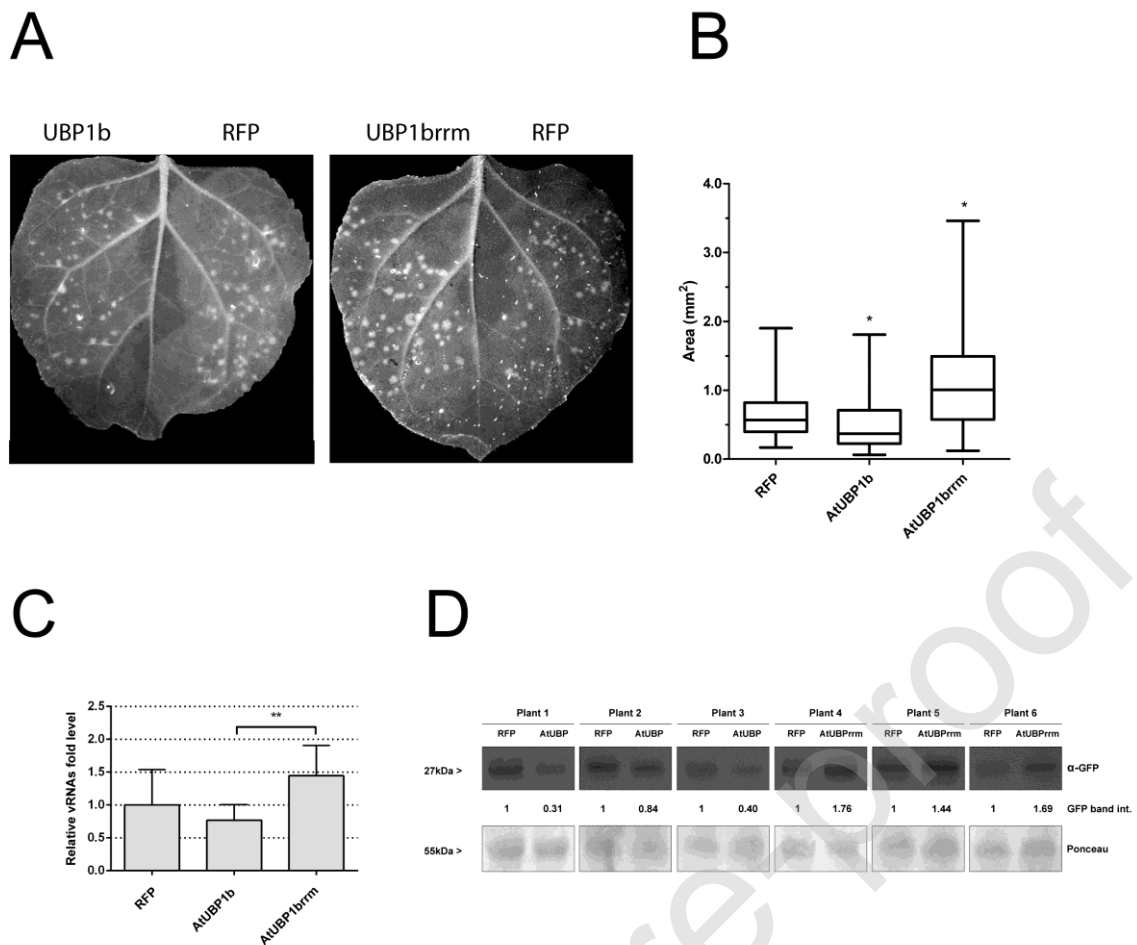 A
B
UBP1b RFP
UBP1brrm RFP
Area (mm²)
4.0
3.0
2.0
1.0
0.0
*
*
RFP
AtUBP1b
AtUBP1brrm
C
D
Relative vRNAs fold level
2.5
2.0
1.5
1.0
0.5
0.0
**
RFP
AtUBP1b
AtUBP1brrm
Plant 1 Plant 2 Plant 3 Plant 4 Plant 5 Plant 6
RFP AtUBP RFP AtUBP RFP AtUBP RFP AtUBPrrm RFP AtUBPrrm RFP AtUBPrrm
27kDa > α-GFP
1 0.31 1 0.84 1 0.40 1 1.76 1 1.44 1 1.69 GFP band int.
55kDa > Ponceau
e-proof